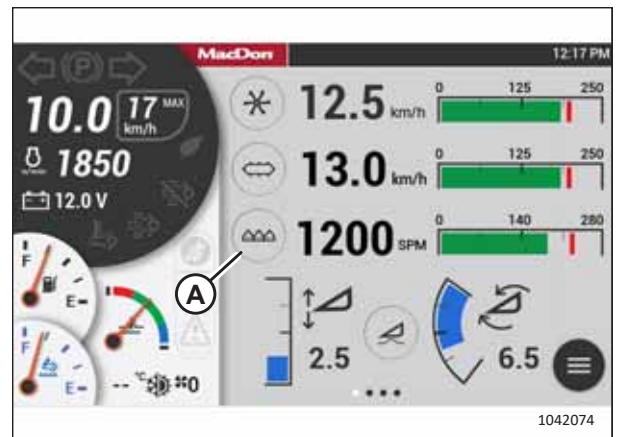 MacDon 12:17 PM
P
10.0 17 MAX km/h
1850
12.0 V
12.5 km/h 0 125 250
13.0 km/h 0 125 250
1200 SPM 0 140 280
A
F E
F E
-- °C 0
2.5 6.5
1042074